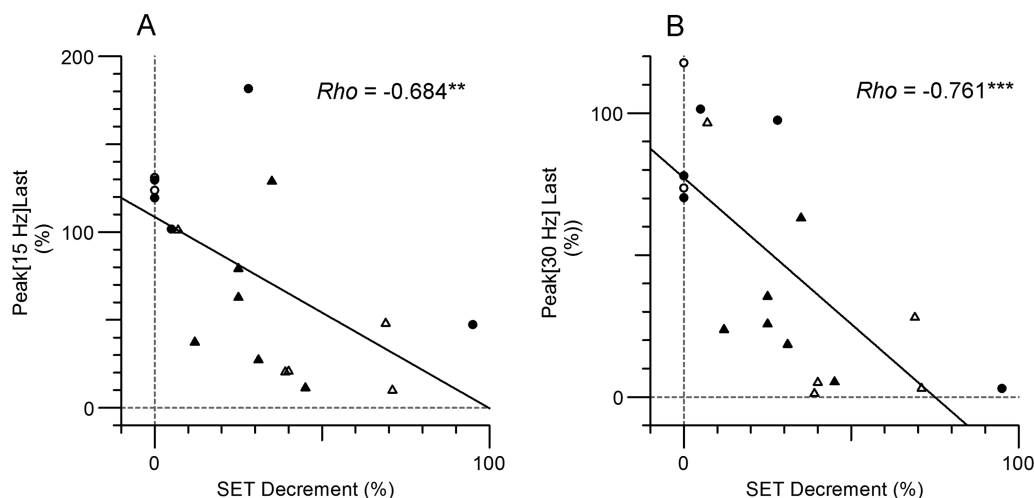 A
200
Rho = -0.684**
100
0
Peak[15 Hz]Last
(%)
0
100
SET Decrement (%)
B
Rho = -0.761***
100
0
Peak[30 Hz] Last
(%))
0
100
SET Decrement (%)